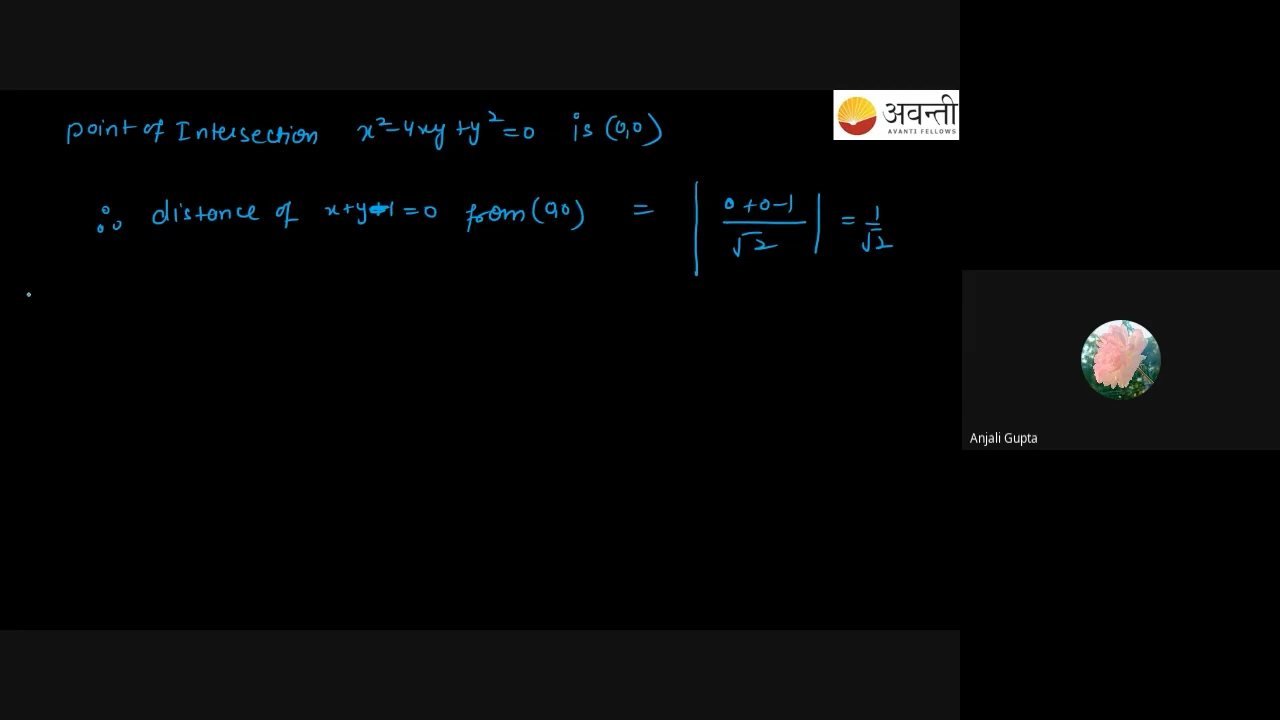 point of Intersection x²-4xy+y²=0 is (0,0)
अवन्ती
AVANTI FELLOWS
∴ distance of x+y-1=0 from (0,0) = |0+0-1/√2| = 1/√2
Anjali Gupta